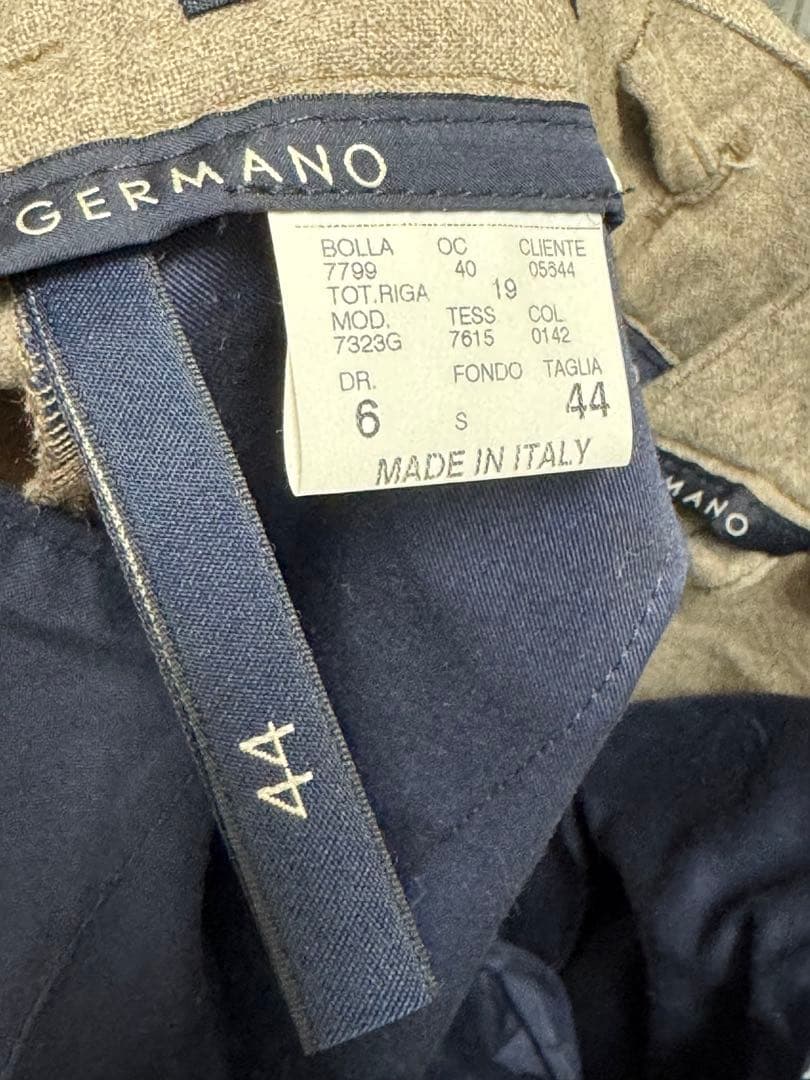 GERMANO
BOLLA OC CLIENTE
7799 40 05644
TOT.RIGA 19
MOD. TESS COL
7323G 7615 0142
DR. FONDO TAGLIA
6 S 44
MADE IN ITALY
MANO
44